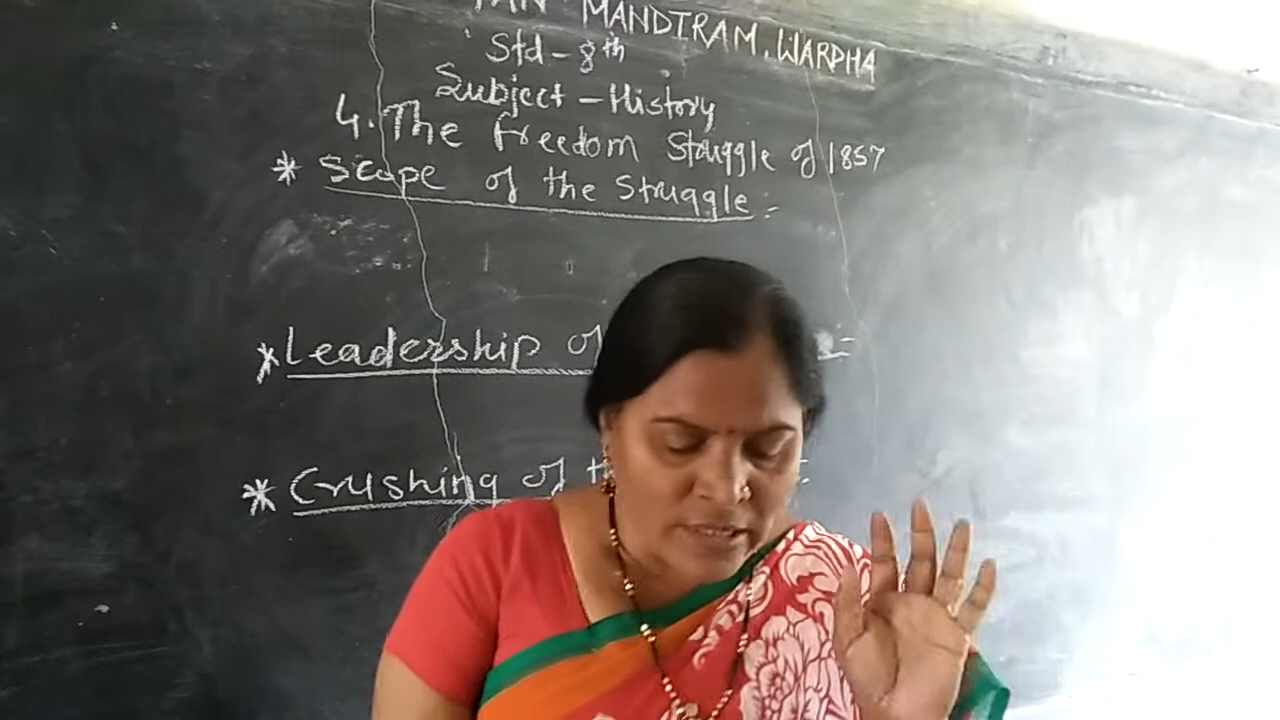 MANDIRAM, WARPHA
Std - 8th
Subject - History
4. The Freedom Struggle of 1857
* Scope of the Struggle :-
* Leadership of
* Crushing of